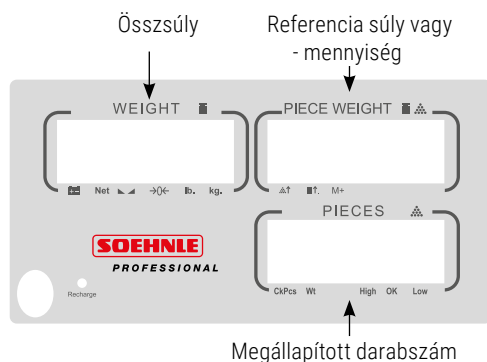 Összsúly
Referencia súly vagy
- mennyiség
WEIGHT
PIECE WEIGHT
Net →0← lb. kg.
M+
PIECES
SOEHNLE
PROFESSIONAL
Recharge
CkPcs Wt High OK Low
Megállapított darabszám